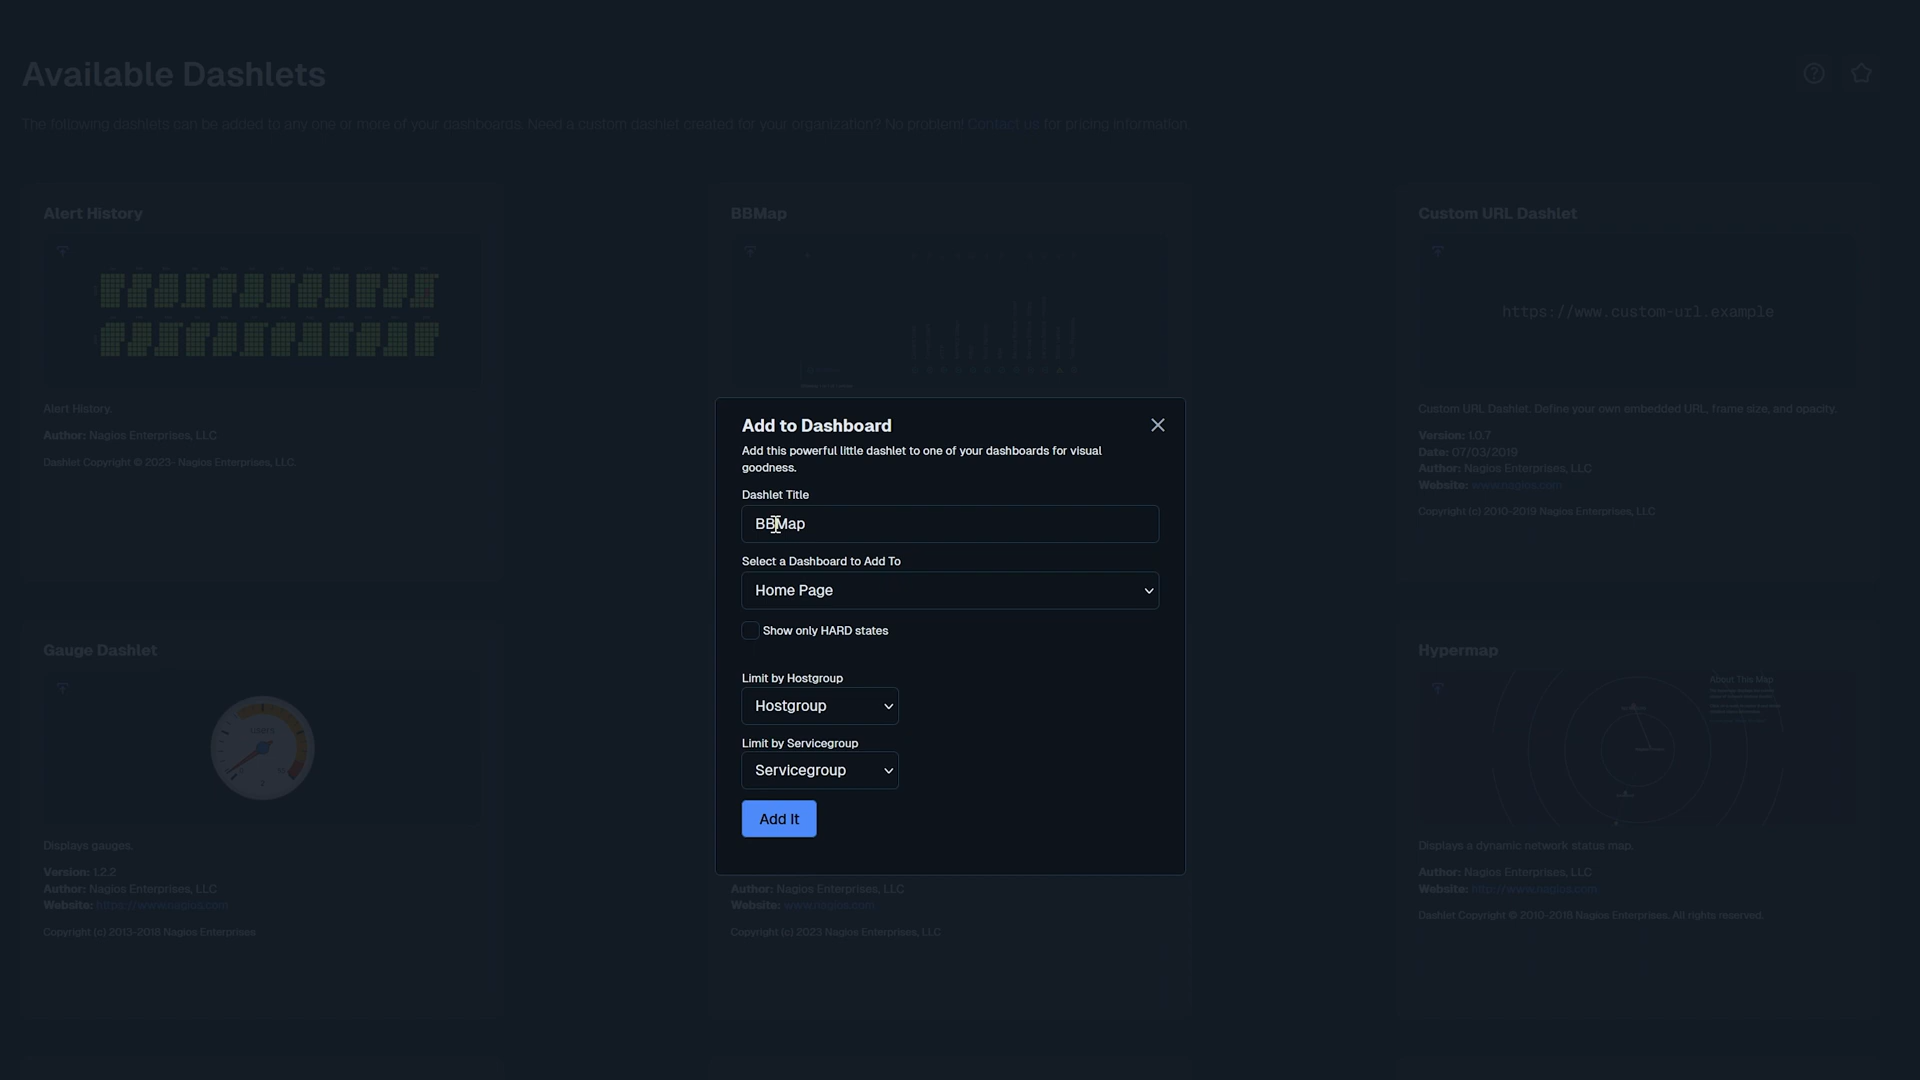 Available Dashlets
The following dashlets can be added to any one or more of your dashboards. Need a custom dashlet created for your organization? No problem! Contact us for pricing information.
Alert History
Alert History.
Author: Nagios Enterprises, LLC
Dashlet Copyright © 2023- Nagios Enterprises, LLC.
BBMap
Custom URL Dashlet
https://www.custom-url.example
Custom URL Dashlet. Define your own embedded URL, frame size, and opacity.
Version: 1.0.7
Date: 07/03/2019
Author: Nagios Enterprises, LLC
Website: www.nagios.com
Copyright (c) 2010-2019 Nagios Enterprises, LLC
Add to Dashboard
Add this powerful little dashlet to one of your dashboards for visual
goodness.
Dashlet Title
BBMap
Select a Dashboard to Add To
Home Page
Show only HARD states
Limit by Hostgroup
Hostgroup
Limit by Servicegroup
Servicegroup
Add It
Gauge Dashlet
Displays gauges.
Version: 1.2.2
Author: Nagios Enterprises, LLC
Website: https://www.nagios.com
Copyright (c) 2013-2018 Nagios Enterprises
Author: Nagios Enterprises, LLC
Website: www.nagios.com
Copyright (c) 2023 Nagios Enterprises, LLC
Hypermap
About This Map
Displays a dynamic network status map.
Author: Nagios Enterprises, LLC
Website: http://www.nagios.com
Dashlet Copyright © 2010-2018 Nagios Enterprises. All rights reserved.